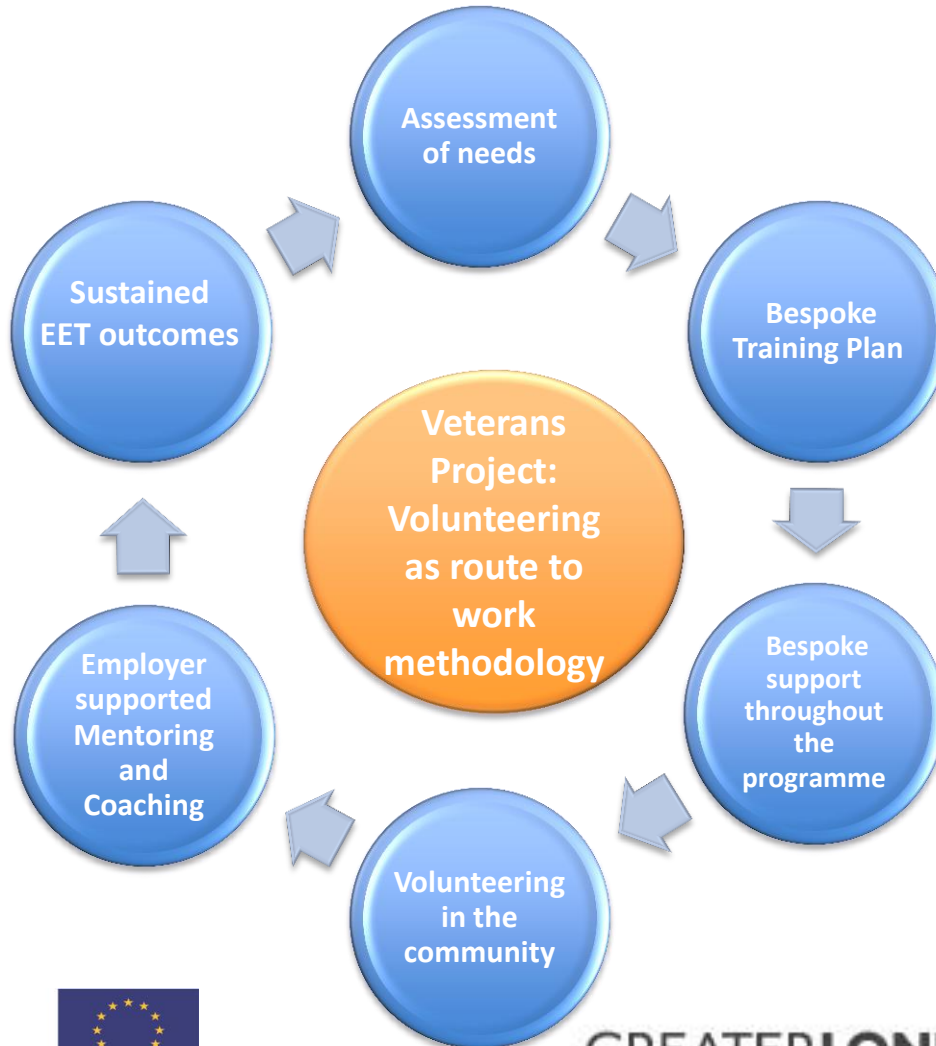 Assessment
of needs
Bespoke
Training Plan
Bespoke
support
throughout
the
programme
Volunteering
in the
community
Employer
supported
Mentoring
and
Coaching
Sustained
EET outcomes
Veterans
Project:
Volunteering
as route to
work
methodology
GREATER